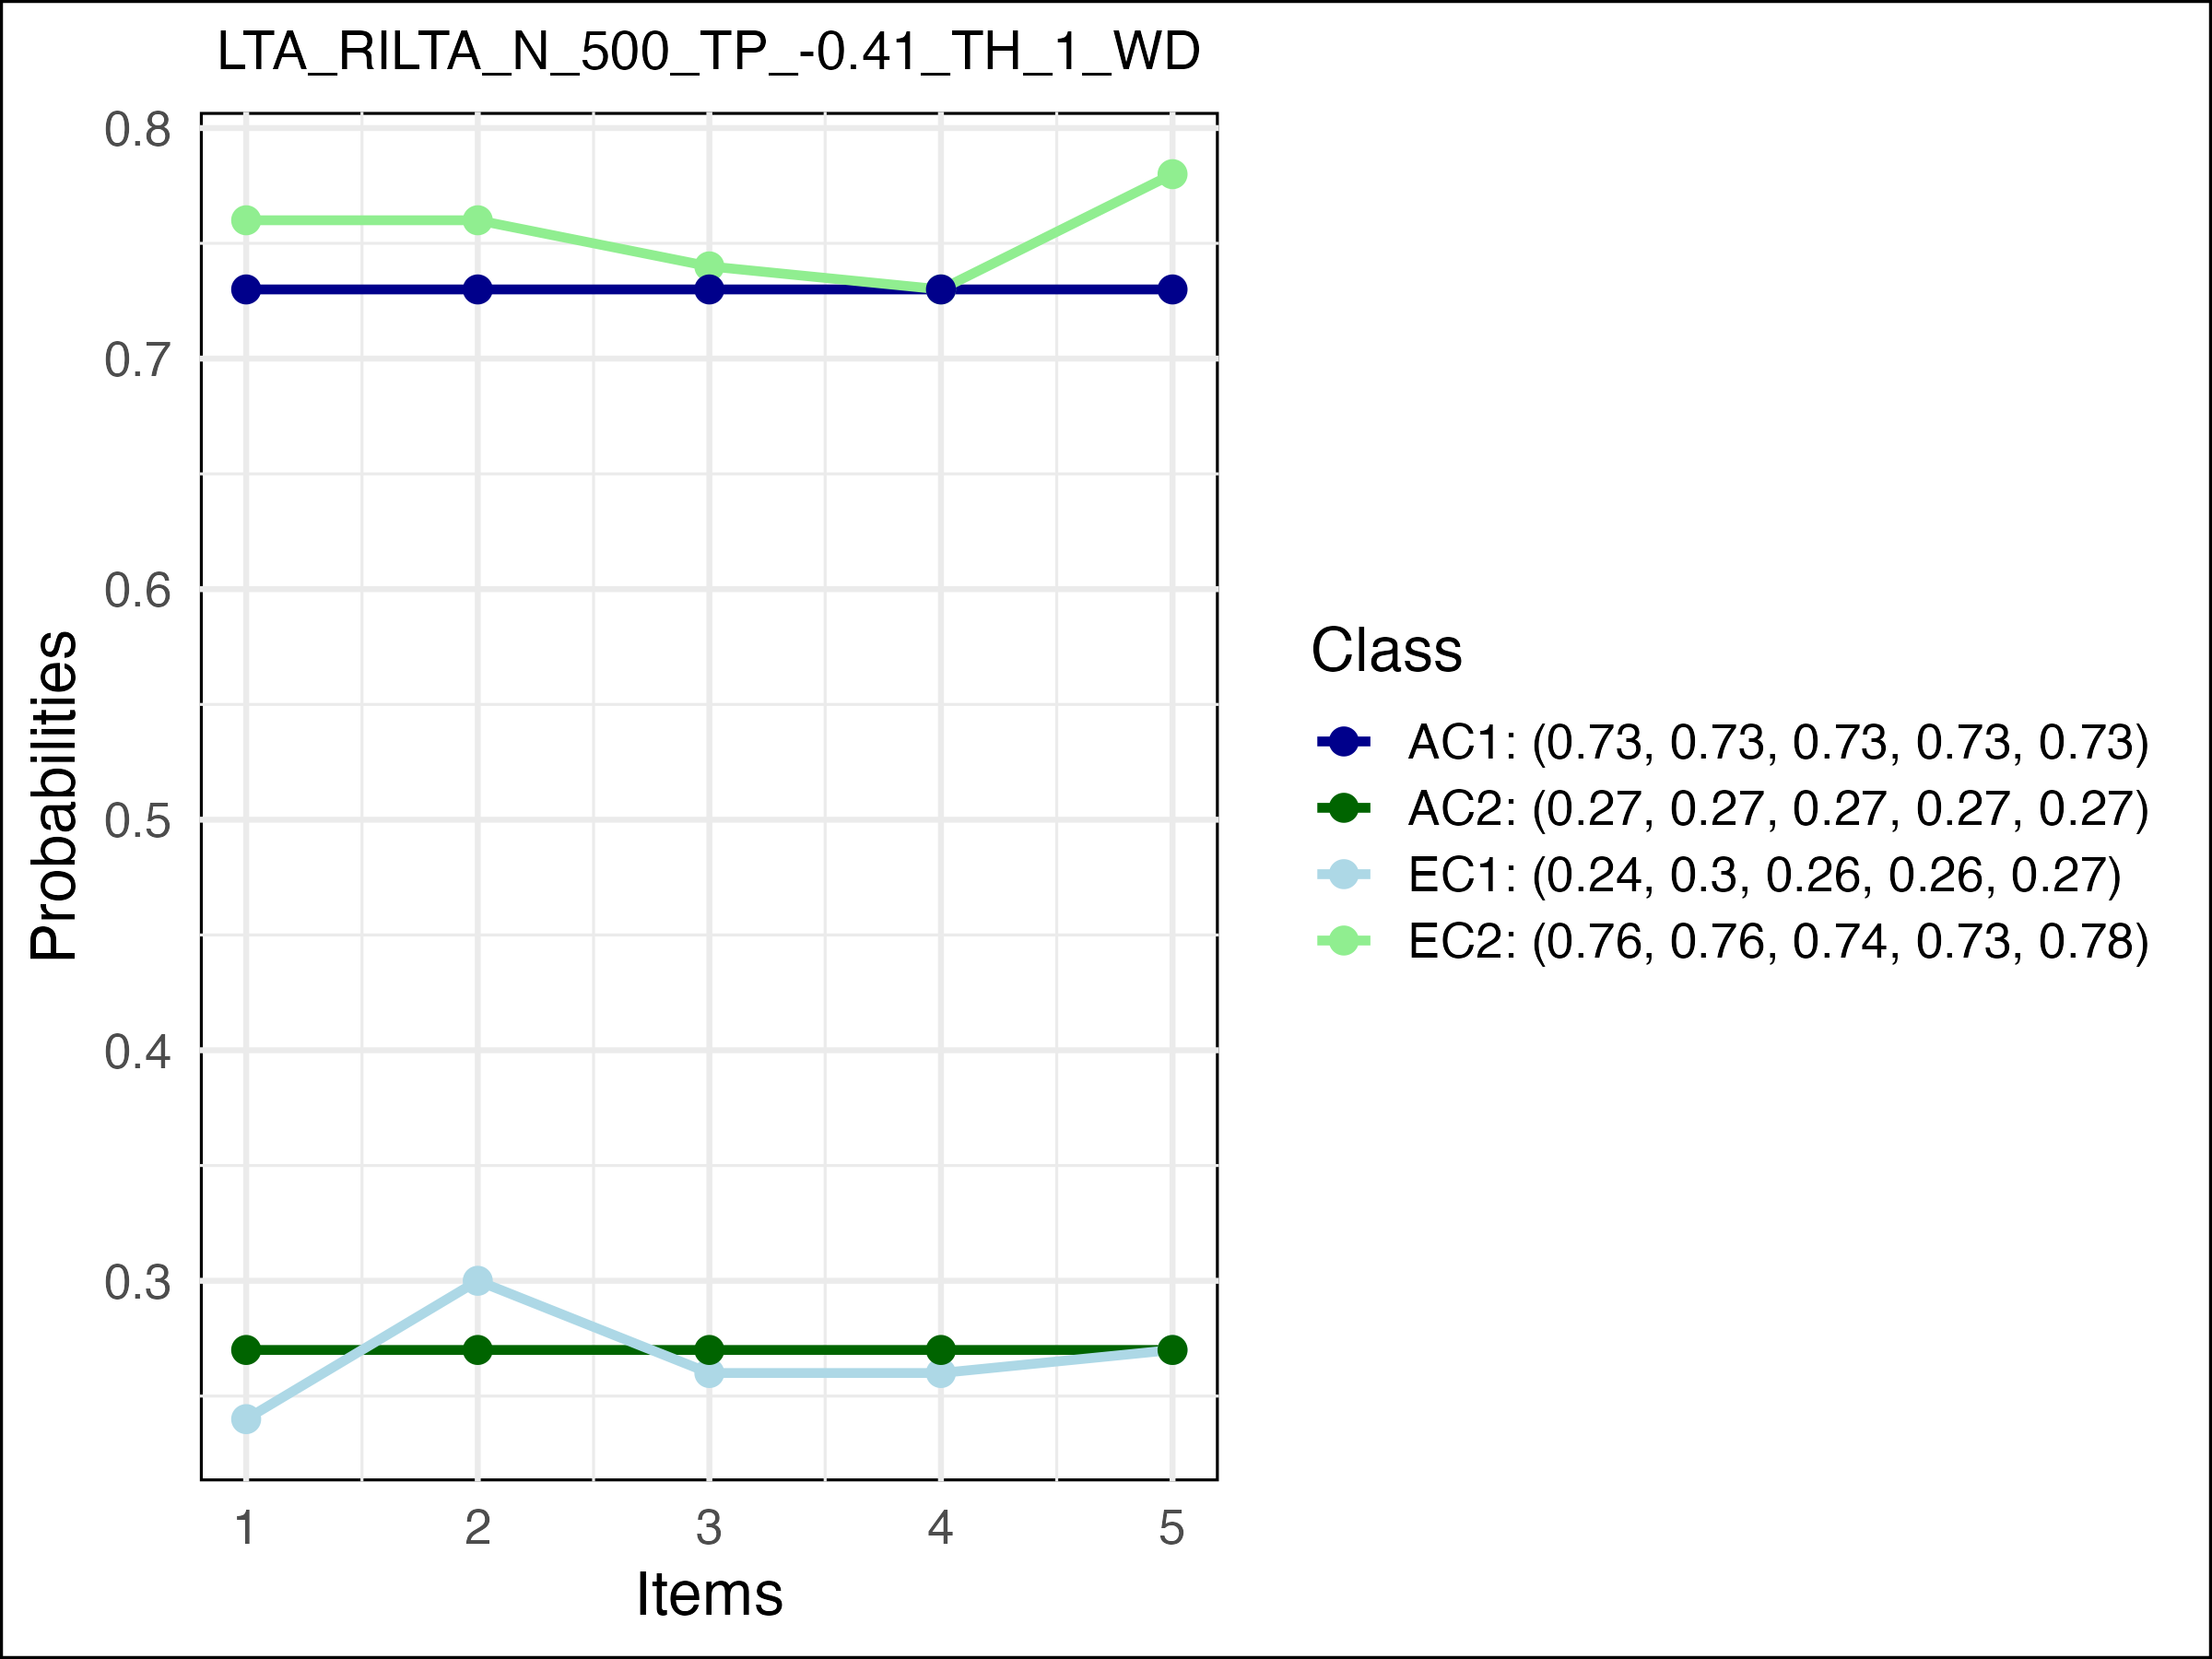 LTA_RILTA_N_500_TP_-0.41_TH_1_WD
0.8
0.7
0.6
0.5
0.4
0.3
Probabilities
1 2 3 4 5
Items
Class
AC1: (0.73, 0.73, 0.73, 0.73, 0.73)
AC2: (0.27, 0.27, 0.27, 0.27, 0.27)
EC1: (0.24, 0.3, 0.26, 0.26, 0.27)
EC2: (0.76, 0.76, 0.74, 0.73, 0.78)